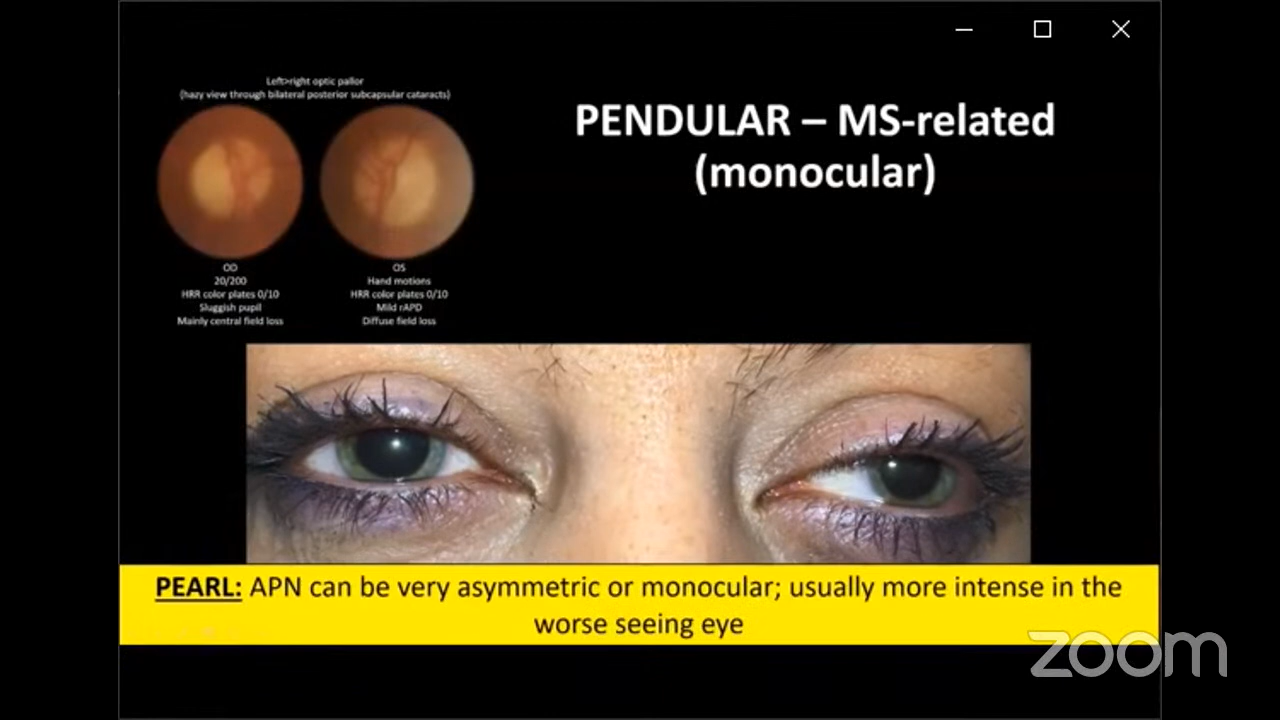 Left>right optic pallor
(hazy view through bilateral posterior subcapsular cataracts)
PENDULAR – MS-related
(monocular)
OD
20/200
HRR color plates 0/10
Sluggish pupil
Mainly central field loss
OS
Hand motions
HRR color plates 0/10
Mild rAPD
Diffuse field loss
PEARL: APN can be very asymmetric or monocular; usually more intense in the
worse seeing eye
zoom